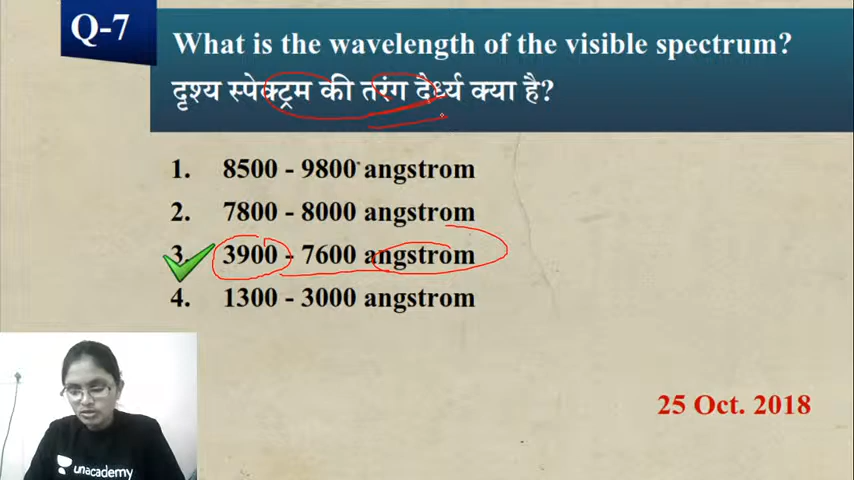 Q-7
What is the wavelength of the visible spectrum?
दृश्य स्पेक्ट्रम की तरंग दैर्ध्य क्या है?
1. 8500 - 9800 angstrom
2. 7800 - 8000 angstrom
3. 3900 - 7600 angstrom
4. 1300 - 3000 angstrom
25 Oct. 2018
unacademy